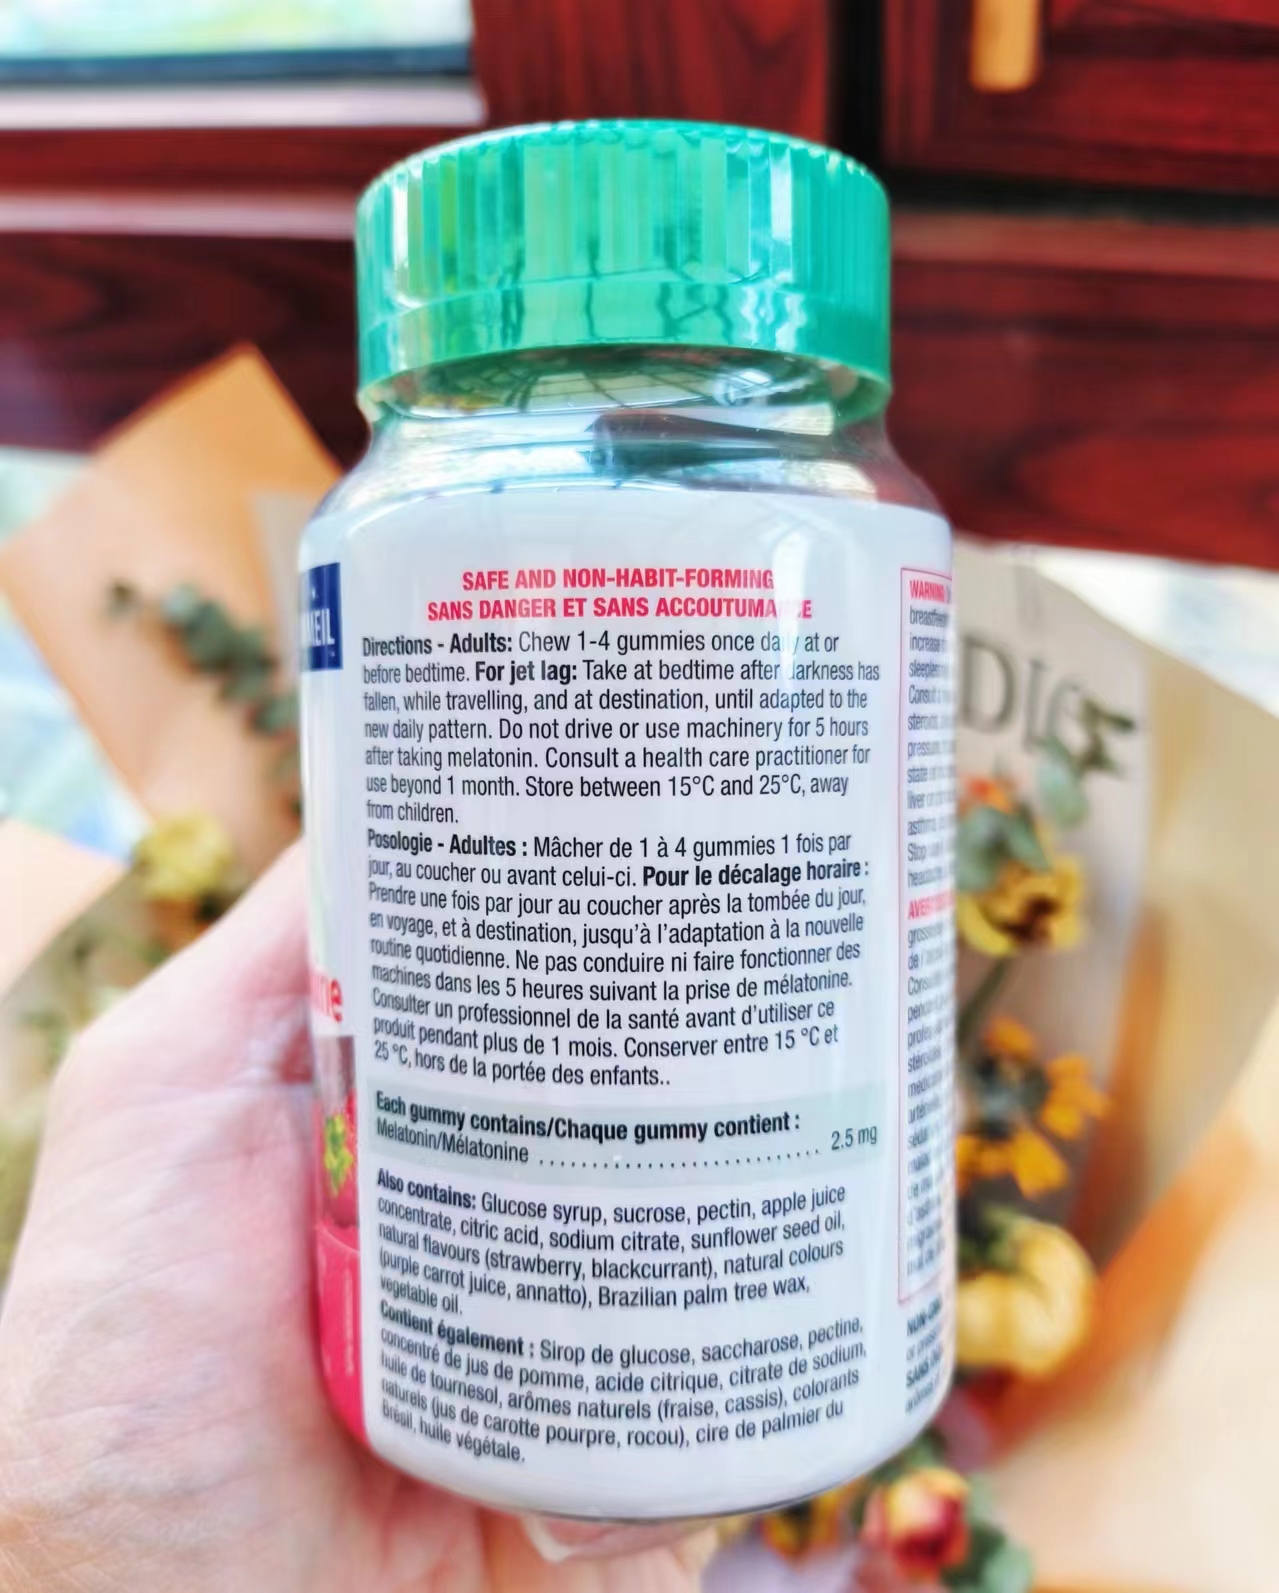 SAFE AND NON-HABIT-FORMING
SANS DANGER ET SANS
Directions - Adults: Chew 1-4 gummies once daily at or
before bedtime. For jet lag: Take at bedtime after darkness has
fallen, while travelling, and at destination, until adapted to the
new daily pattern. Do not drive or use machinery for 5 hours
after taking melatonin. Consult a health care practitioner for
use beyond 1 month. Store between 15°C and 25°C, away
from children.
Posologie - Adultes : Mâcher de 1 à 4 gummies 1 fois par
jour, au coucher ou avant celui-ci. Pour le décalage horaire :
Prendre une fois par jour au coucher après la tombée du jour,
en voyage, et à destination, jusqu'à l'adaptation à la nouvelle
routine quotidienne. Ne pas conduire ni faire fonctionner des
machines dans les 5 heures suivant la prise de mélatonine.
Consulter un professionnel de la santé avant d'utiliser ce
produit pendant plus de 1 mois. Conserver entre 15 °C et
25 °C, hors de la portée des enfants..
Each gummy contains/Chaque gummy contient :
Melatonin/Mélatonine ........................ 2.5 mg
Also contains: Glucose syrup, sucrose, pectin, apple juice
concentrate, citric acid, sodium citrate, sunflower seed oil,
natural flavours (strawberry, blackcurrant), natural colours
(purple carrot juice, annatto), Brazilian palm tree wax,
vegetable oil.
Contient également : Sirop de glucose, saccharose, pectine,
concentré de jus de pomme, acide citrique, citrate de sodium,
huile de tournesol, arômes naturels (fraise, cassis), colorants
naturels (jus de carotte pourpre, rocou), cire de palmier du
Brésil, huile végétale.
WARNING